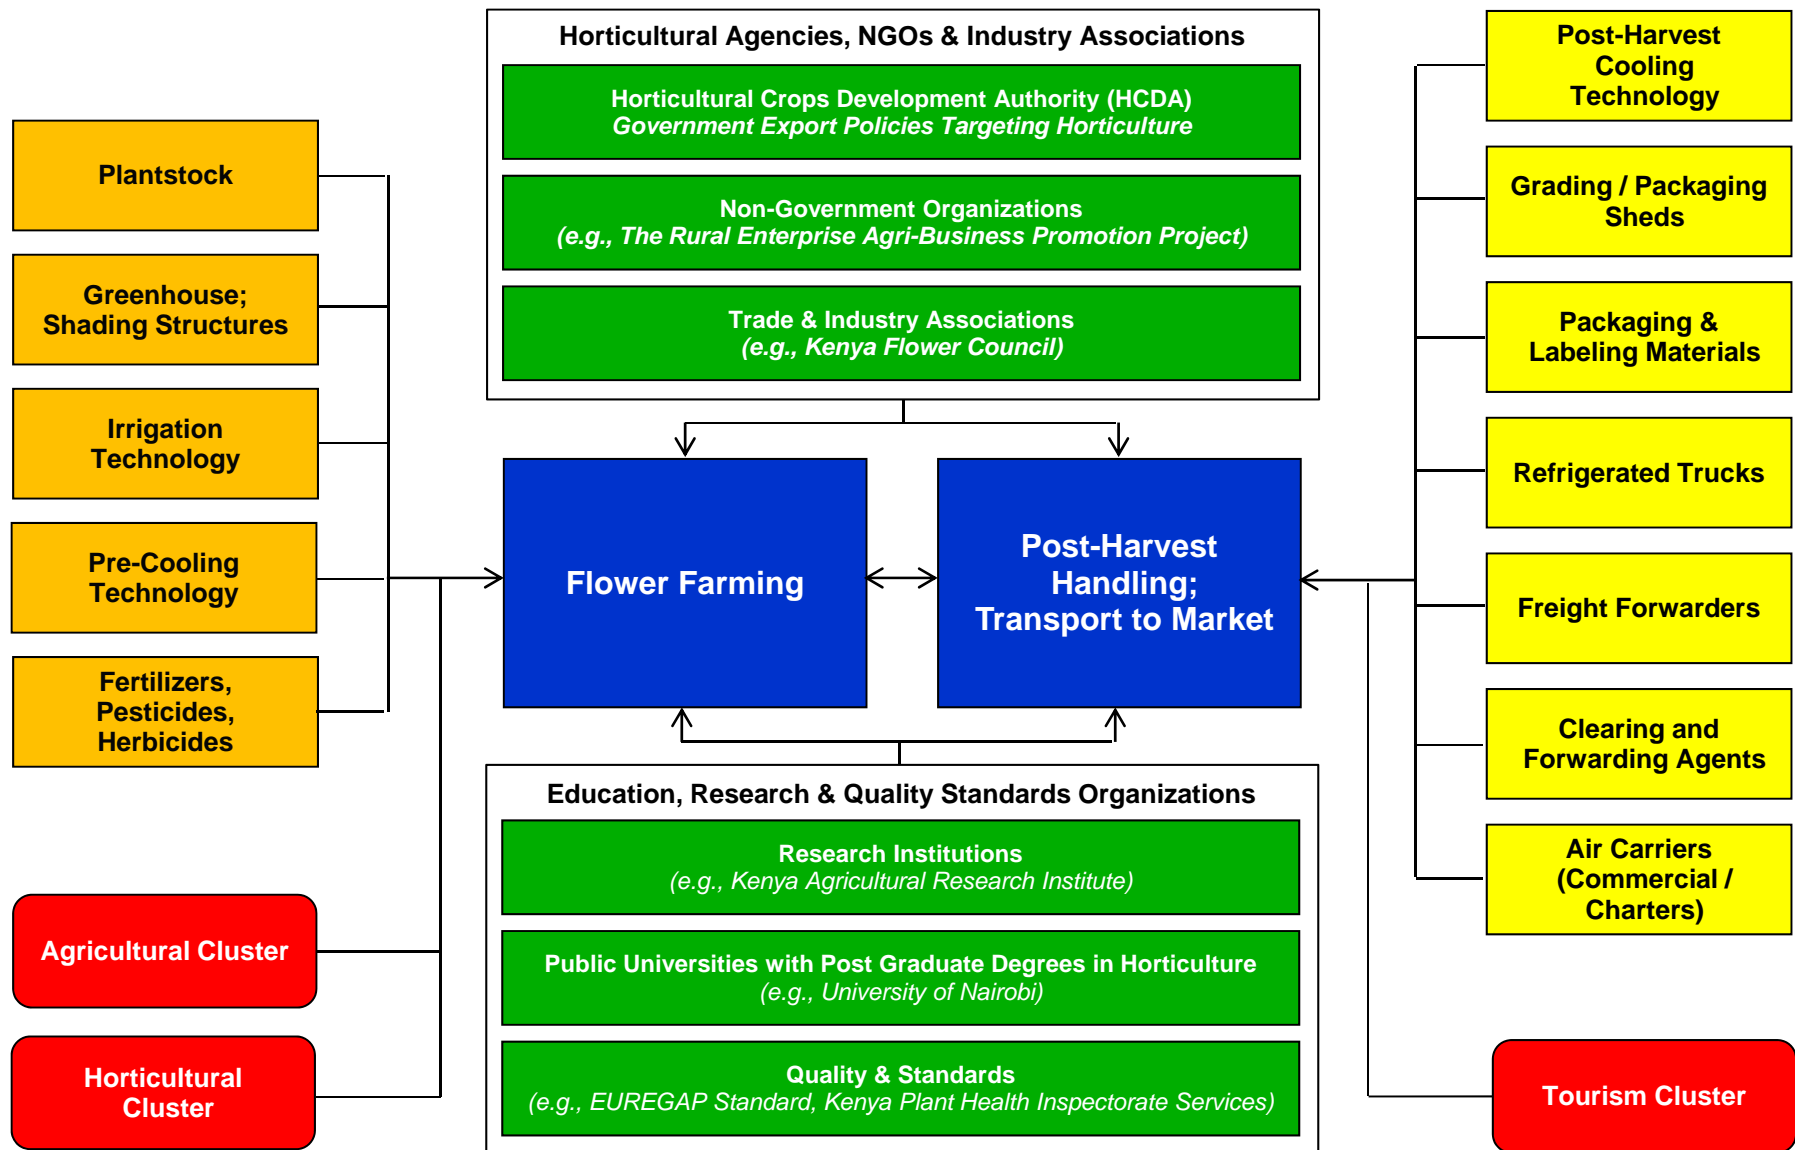 Horticultural Agencies, NGOs & Industry Associations
Horticultural Crops Development Authority (HCDA)
Government Export Policies Targeting Horticulture
Non-Government Organizations
(e.g., The Rural Enterprise Agri-Business Promotion Project)
Trade & Industry Associations
(e.g., Kenya Flower Council)
Plantstock
Greenhouse;
Shading Structures
Irrigation
Technology
Pre-Cooling
Technology
Fertilizers,
Pesticides,
Herbicides
Agricultural Cluster
Horticultural
Cluster
Flower Farming
Post-Harvest
Handling;
Transport to Market
Education, Research & Quality Standards Organizations
Research Institutions
(e.g., Kenya Agricultural Research Institute)
Public Universities with Post Graduate Degrees in Horticulture
(e.g., University of Nairobi)
Quality & Standards
(e.g., EUREGAP Standard, Kenya Plant Health Inspectorate Services)
Post-Harvest
Cooling
Technology
Grading / Packaging
Sheds
Packaging &
Labeling Materials
Refrigerated Trucks
Freight Forwarders
Clearing and
Forwarding Agents
Air Carriers
(Commercial /
Charters)
Tourism Cluster